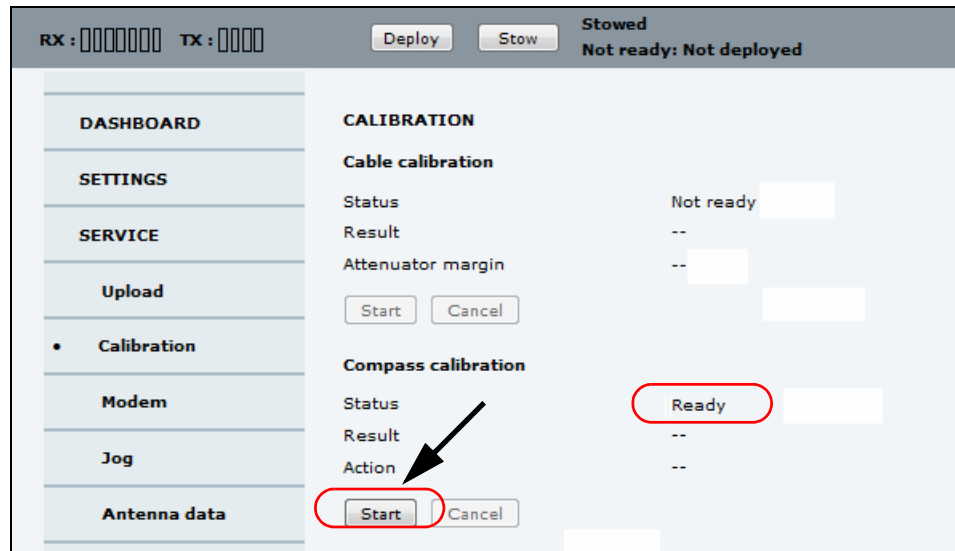 RX : TX : Deploy Stow Stowed
Not ready: Not deployed
DASHBOARD
SETTINGS
SERVICE
Upload
• Calibration
Modem
Jog
Antenna data
CALIBRATION
Cable calibration
Status Not ready
Result --
Attenuator margin --
Start Cancel
Compass calibration
Status Ready
Result --
Action --
Start Cancel